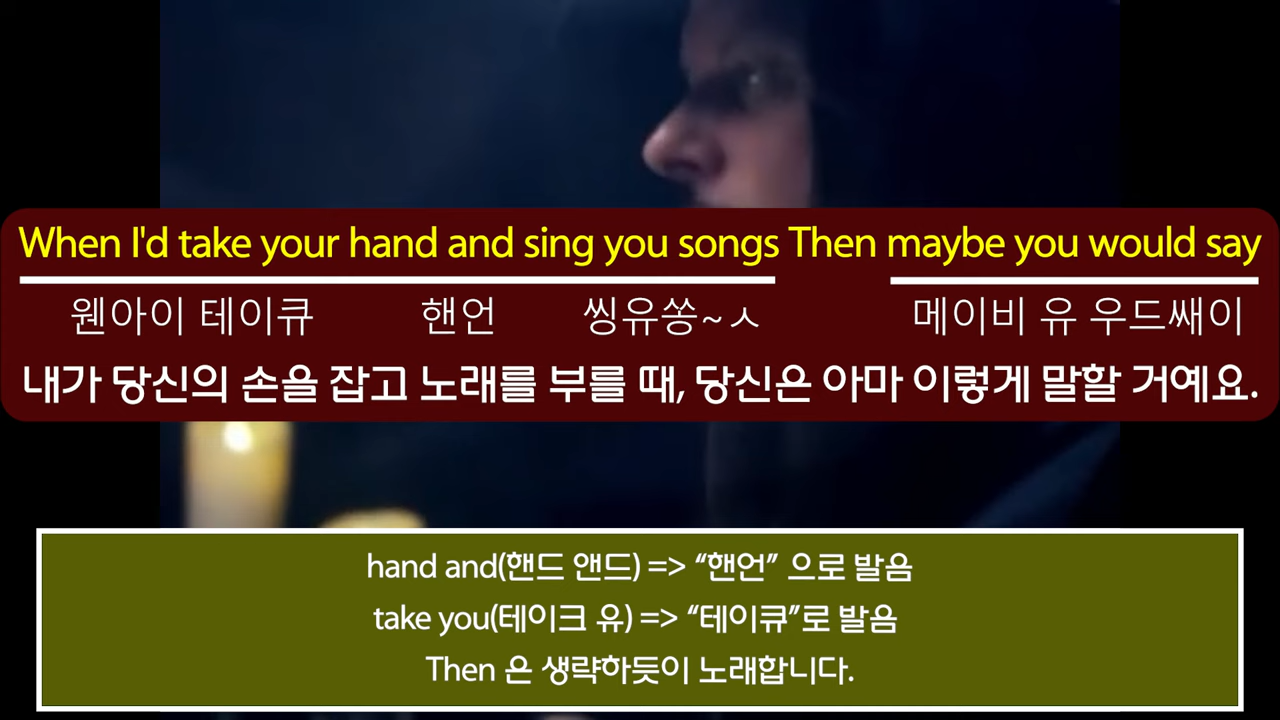 When I'd take your hand and sing you songs Then maybe you would say
웬아이 테이큐 핸언 씽유쏭~ㅅ 메이비 유 우드쌔이
내가 당신의 손을 잡고 노래를 부를 때, 당신은 아마 이렇게 말할 거예요.
hand and(핸드 앤드) => “핸언” 으로 발음
take you(테이크 유) => “테이큐”로 발음
Then 은 생략하듯이 노래합니다.